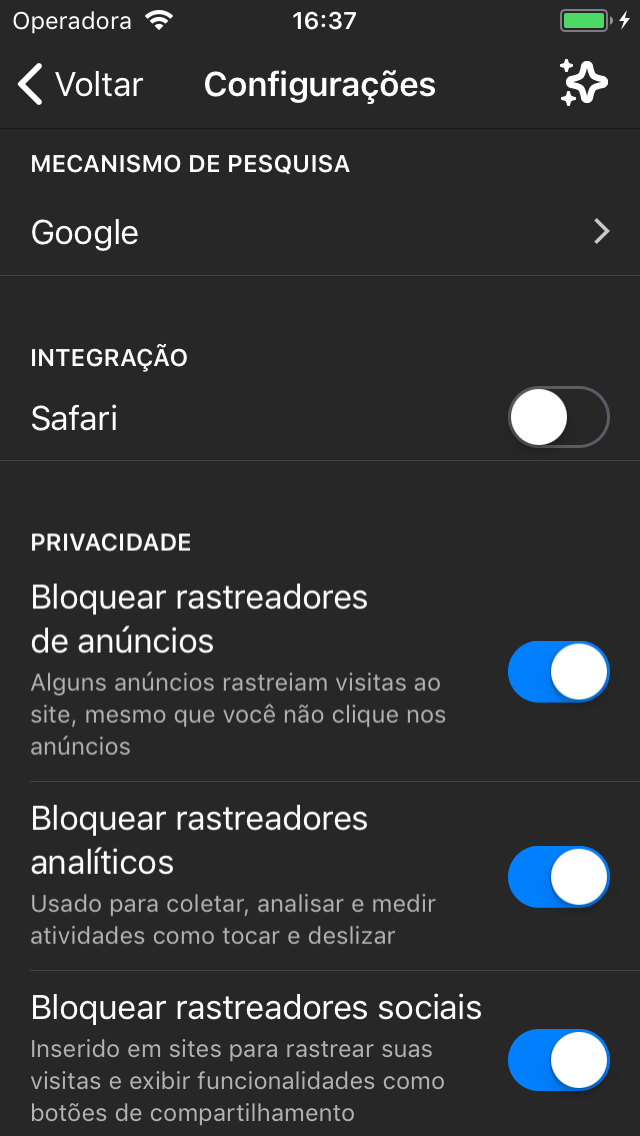 Operadora 16:37
Voltar Configurações
MECANISMO DE PESQUISA
Google
INTEGRAÇÃO
Safari
PRIVACIDADE
Bloquear rastreadores
de anúncios
Alguns anúncios rastreiam visitas ao
site, mesmo que você não clique nos
anúncios
Bloquear rastreadores
analíticos
Usado para coletar, analisar e medir
atividades como tocar e deslizar
Bloquear rastreadores sociais
Inserido em sites para rastrear suas
visitas e exibir funcionalidades como
botões de compartilhamento